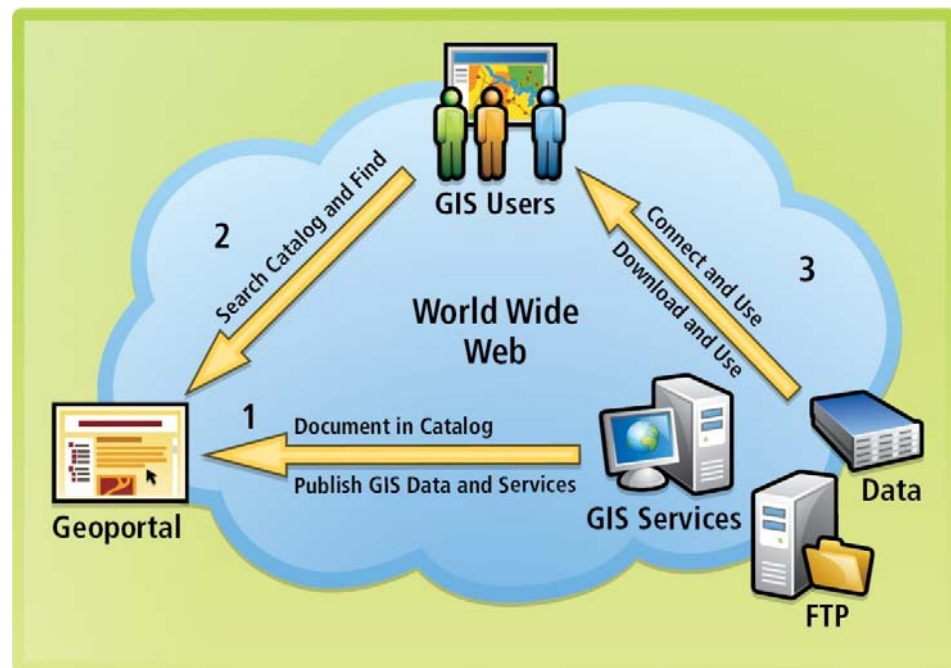 GIS Users
2
Search Catalog and Find
Connect and Use
Download and Use
3
World Wide
Web
1
Document in Catalog
Publish GIS Data and Services
Geoportal
GIS Services
Data
FTP